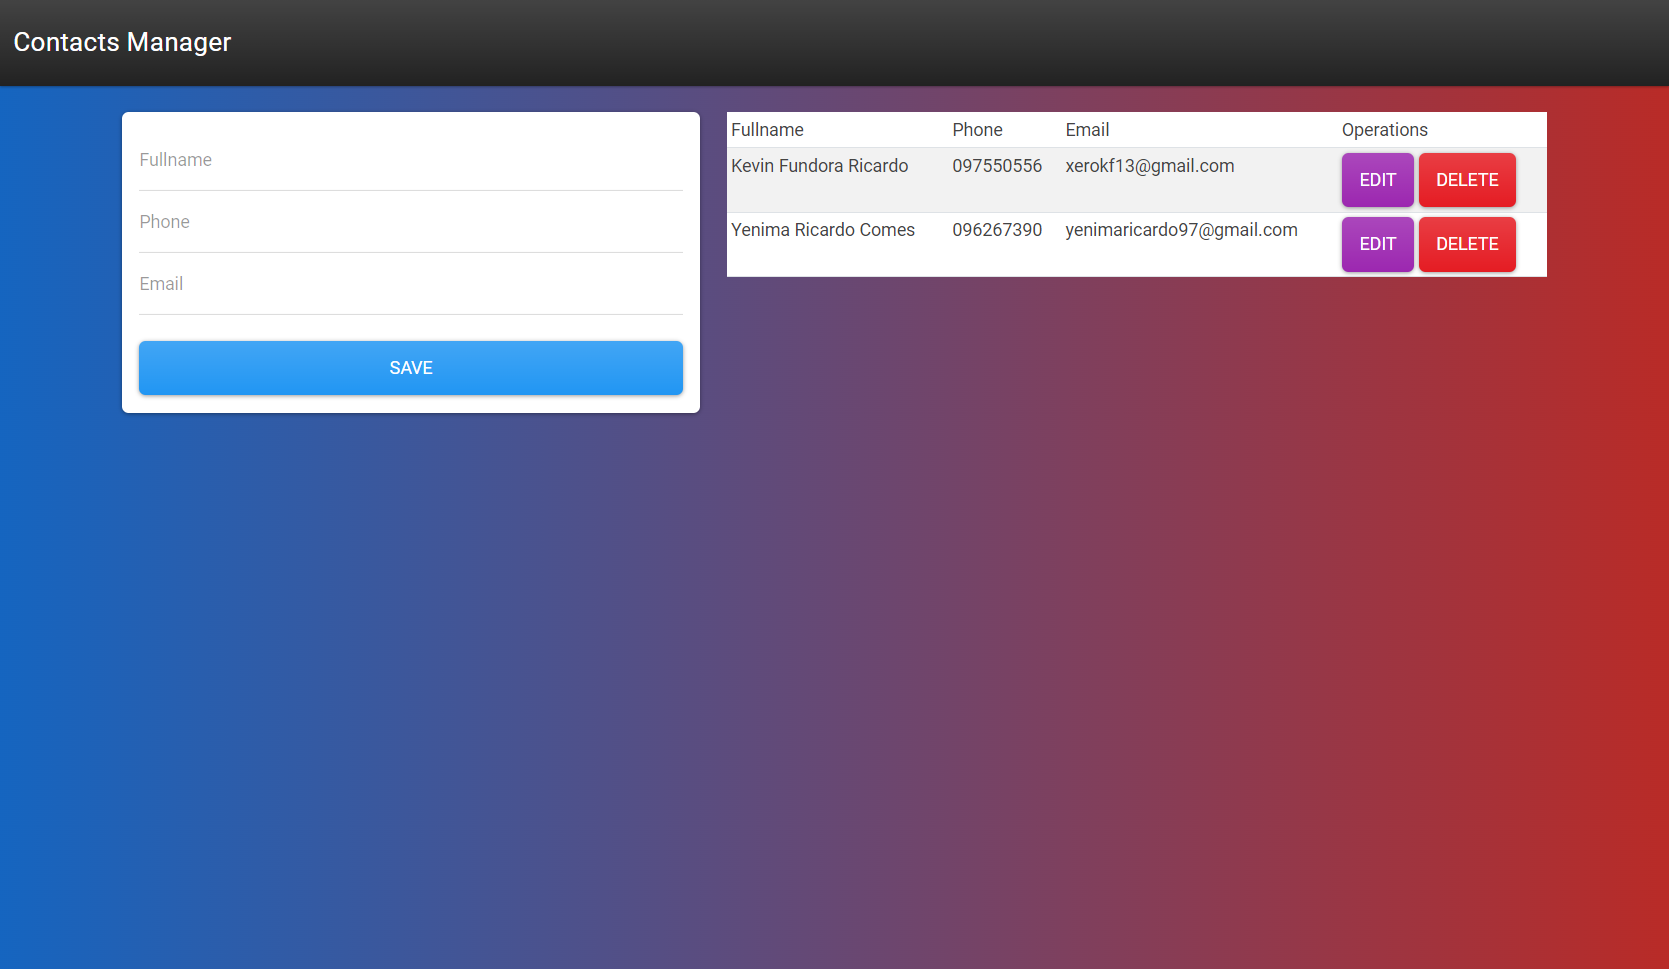 Contacts Manager
Fullname
Phone
Email
SAVE
Fullname Phone Email Operations
Kevin Fundora Ricardo 097550556 xerokf13@gmail.com EDIT DELETE
Yenima Ricardo Comes 096267390 yenimaricardo97@gmail.com EDIT DELETE